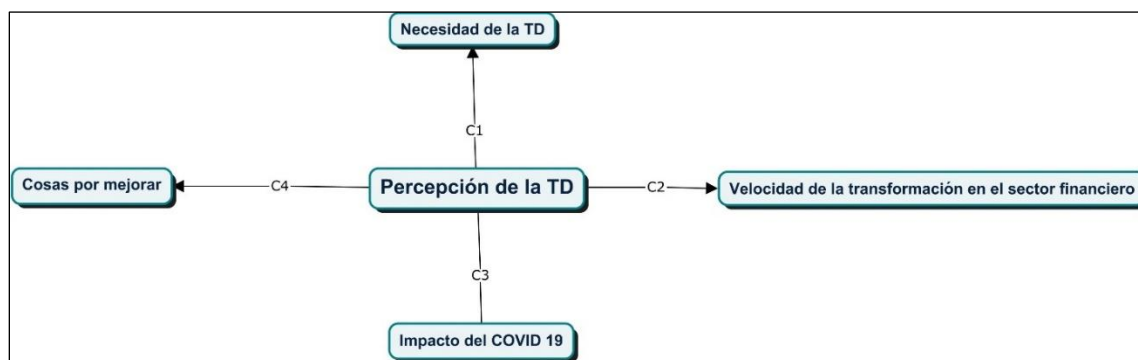 Necesidad de la TD
C1
Cosas por mejorar
C4
Percepción de la TD
C2
Velocidad de la transformación en el sector financiero
C3
Impacto del COVID 19